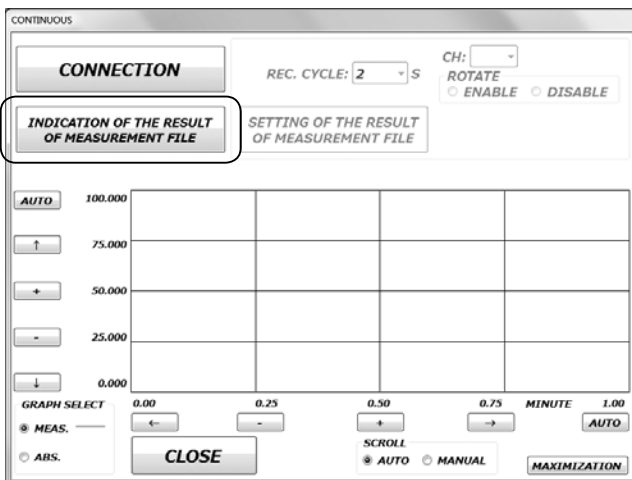 CONTINUOUS
CONNECTION
REC. CYCLE: 2 S
CH:
ROTATE
ENABLE DISABLE
INDICATION OF THE RESULT
OF MEASUREMENT FILE
SETTING OF THE RESULT
OF MEASUREMENT FILE
AUTO 100.000
↑ 75.000
+ 50.000
- 25.000
↓ 0.000
0.00 0.25 0.50 0.75 MINUTE 1.00
← - + → AUTO
GRAPH SELECT
MEAS.
ABS.
CLOSE
SCROLL
AUTO MANUAL
MAXIMIZATION